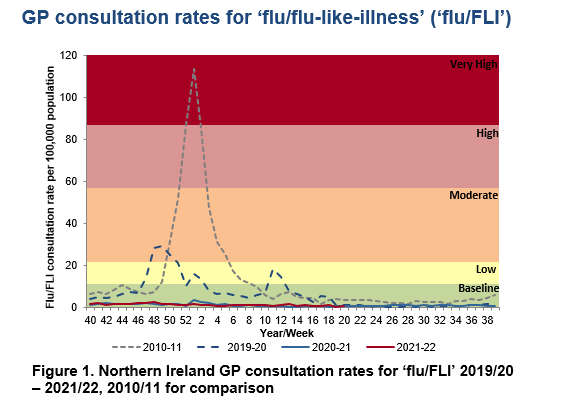 GP consultation rates for ‘flu/flu-like-illness’ (‘flu/FLI’)
Flu/FLI consultation rate per 100,000 population
120
100
80
60
40
20
0
Very High
High
Moderate
Low
Baseline
40 42 44 46 48 50 52 2 4 6 8 10 12 14 16 18 20 22 24 26 28 30 32 34 36 38
Year/Week
2010-11 2019-20 2020-21 2021-22
Figure 1. Northern Ireland GP consultation rates for ‘flu/FLI’ 2019/20
– 2021/22, 2010/11 for comparison